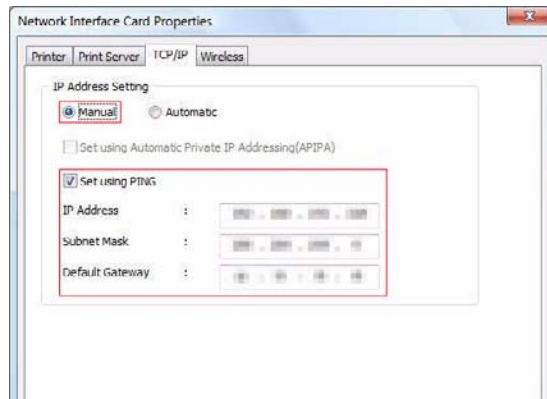 Network Interface Card Properties
Printer Print Server TCP/IP Wireless
IP Address Setting
Manual Automatic
Set using Automatic Private IP Addressing(APIPA)
Set using PING
IP Address :
Subnet Mask :
Default Gateway :